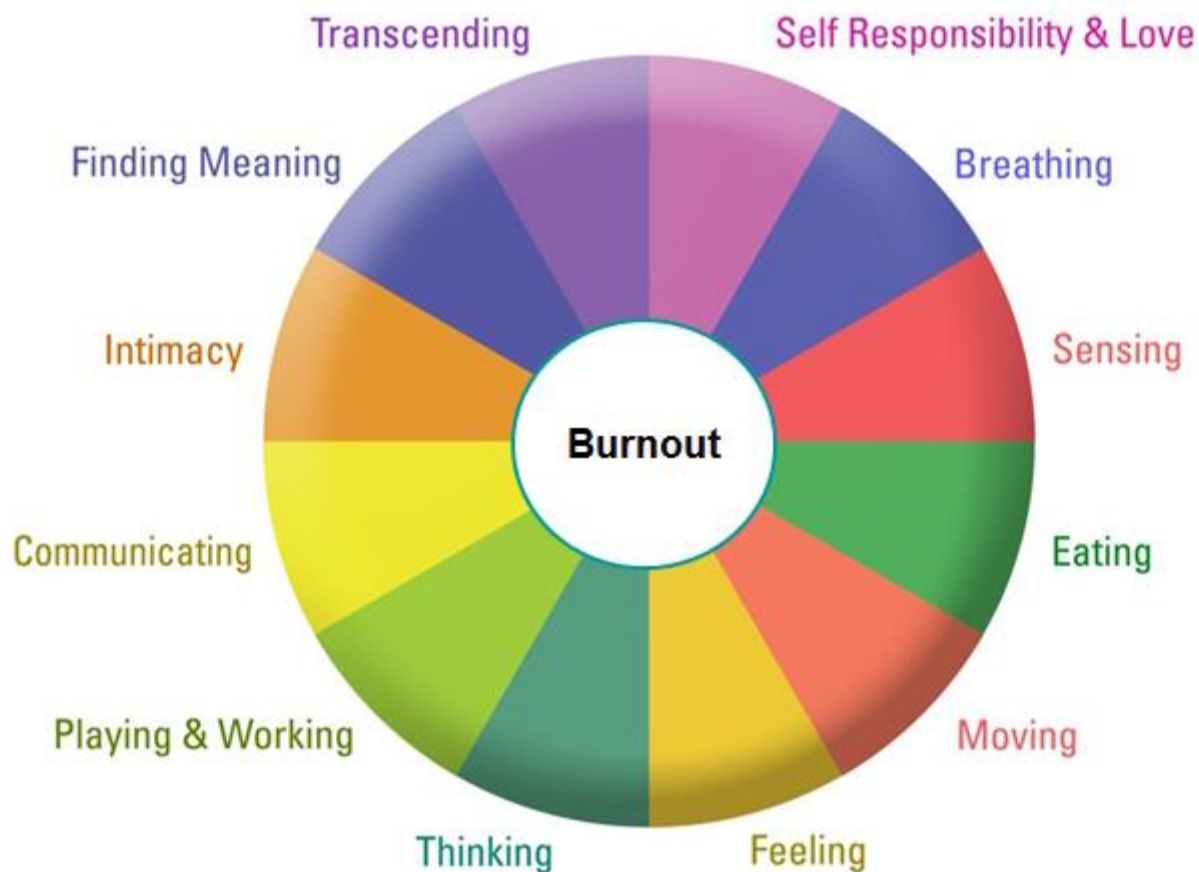 Transcending
Self Responsibility & Love
Finding Meaning
Breathing
Intimacy
Sensing
Burnout
Communicating
Eating
Playing & Working
Moving
Thinking
Feeling